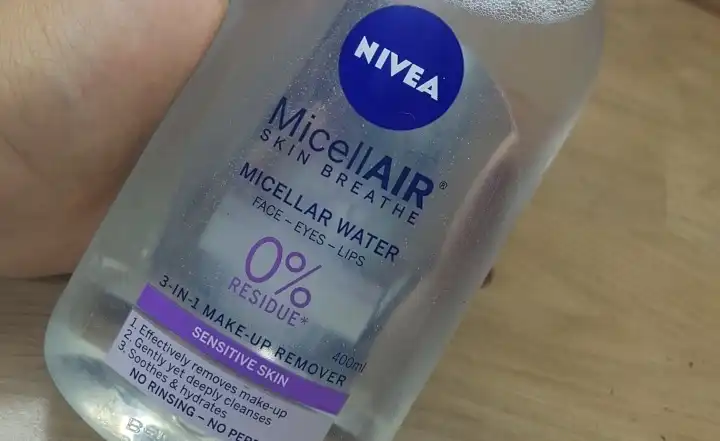 NIVEA
MicellAIR®
SKIN BREATHE
MICELLAR WATER
FACE – EYES – LIPS
0%
RESIDUE*
3-IN-1 MAKE-UP REMOVER
400ml
SENSITIVE SKIN
1. Effectively removes make-up
2. Gently yet deeply cleanses
3. Soothes & hydrates
NO RINSING – NO